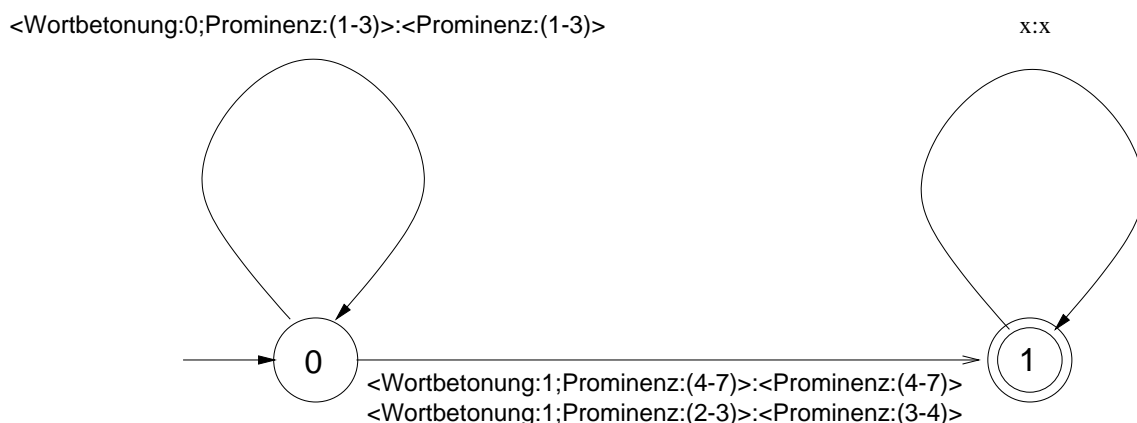 <Wortbetonung:0;Prominenz:(1-3)>:<Prominenz:(1-3)>
x:x
0
1
<Wortbetonung:1;Prominenz:(4-7)>:<Prominenz:(4-7)>
<Wortbetonung:1;Prominenz:(2-3)>:<Prominenz:(3-4)>